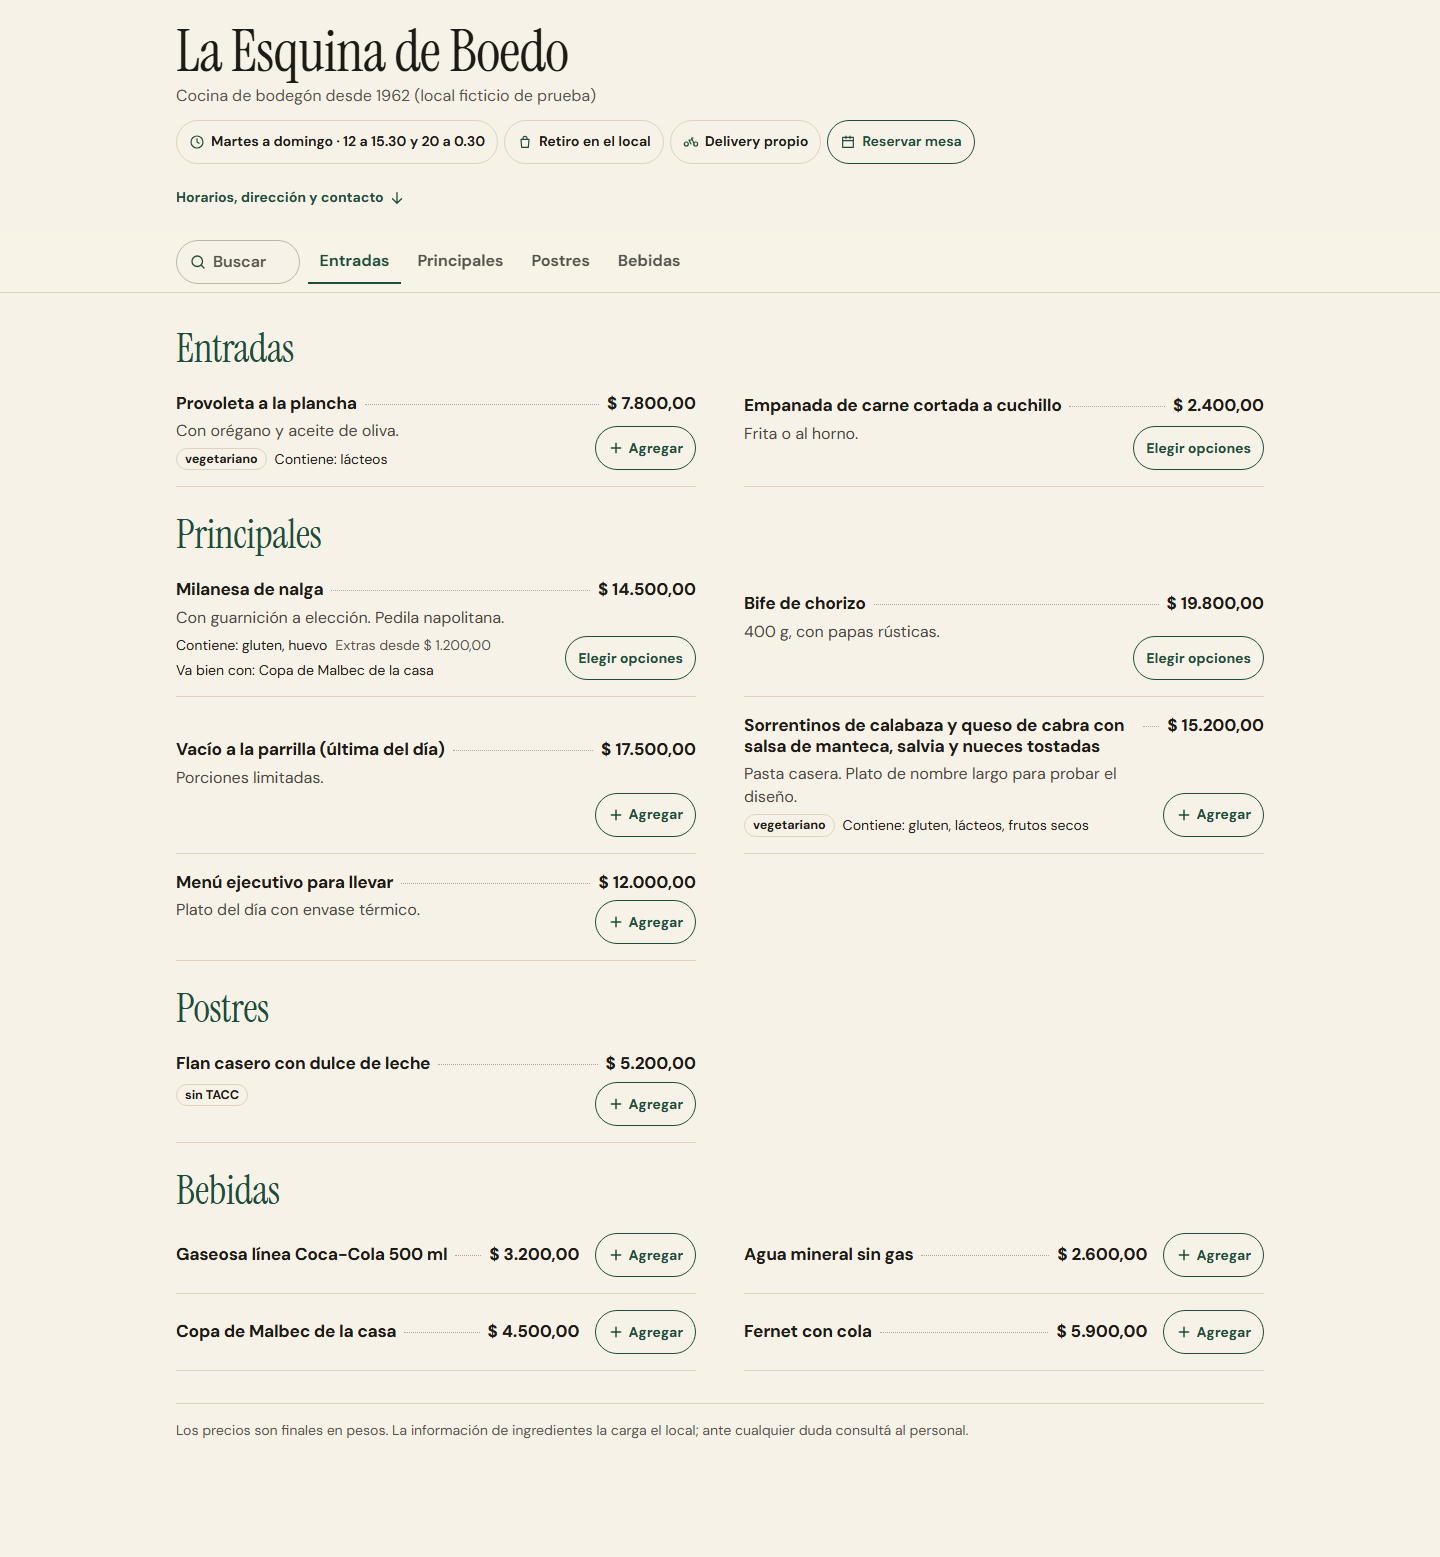 La Esquina de Boedo
Cocina de bodegón desde 1962 (local ficticio de prueba)
Martes a domingo · 12 a 15.30 y 20 a 0.30
Retiro en el local
Delivery propio
Reservar mesa
Horarios, dirección y contacto
Buscar
Entradas
Principales
Postres
Bebidas
Entradas
Provoleta a la plancha $ 7.800,00
Con orégano y aceite de oliva.
vegetariano Contiene: lácteos
Agregar
Empanada de carne cortada a cuchillo $ 2.400,00
Frita o al horno.
Elegir opciones
Principales
Milanesa de nalga $ 14.500,00
Con guarnición a elección. Pedila napolitana.
Contiene: gluten, huevo Extras desde $ 1.200,00
Va bien con: Copa de Malbec de la casa
Elegir opciones
Bife de chorizo $ 19.800,00
400 g, con papas rústicas.
Elegir opciones
Vacío a la parrilla (última del día) $ 17.500,00
Porciones limitadas.
Agregar
Sorrentinos de calabaza y queso de cabra con $ 15.200,00
salsa de manteca, salvia y nueces tostadas
Pasta casera. Plato de nombre largo para probar el
diseño.
vegetariano Contiene: gluten, lácteos, frutos secos
Agregar
Menú ejecutivo para llevar $ 12.000,00
Plato del día con envase térmico.
Agregar
Postres
Flan casero con dulce de leche $ 5.200,00
sin TACC
Agregar
Bebidas
Gaseosa línea Coca-Cola 500 ml $ 3.200,00 Agregar
Agua mineral sin gas $ 2.600,00 Agregar
Copa de Malbec de la casa $ 4.500,00 Agregar
Fernet con cola $ 5.900,00 Agregar
Los precios son finales en pesos. La información de ingredientes la carga el local; ante cualquier duda consultá al personal.